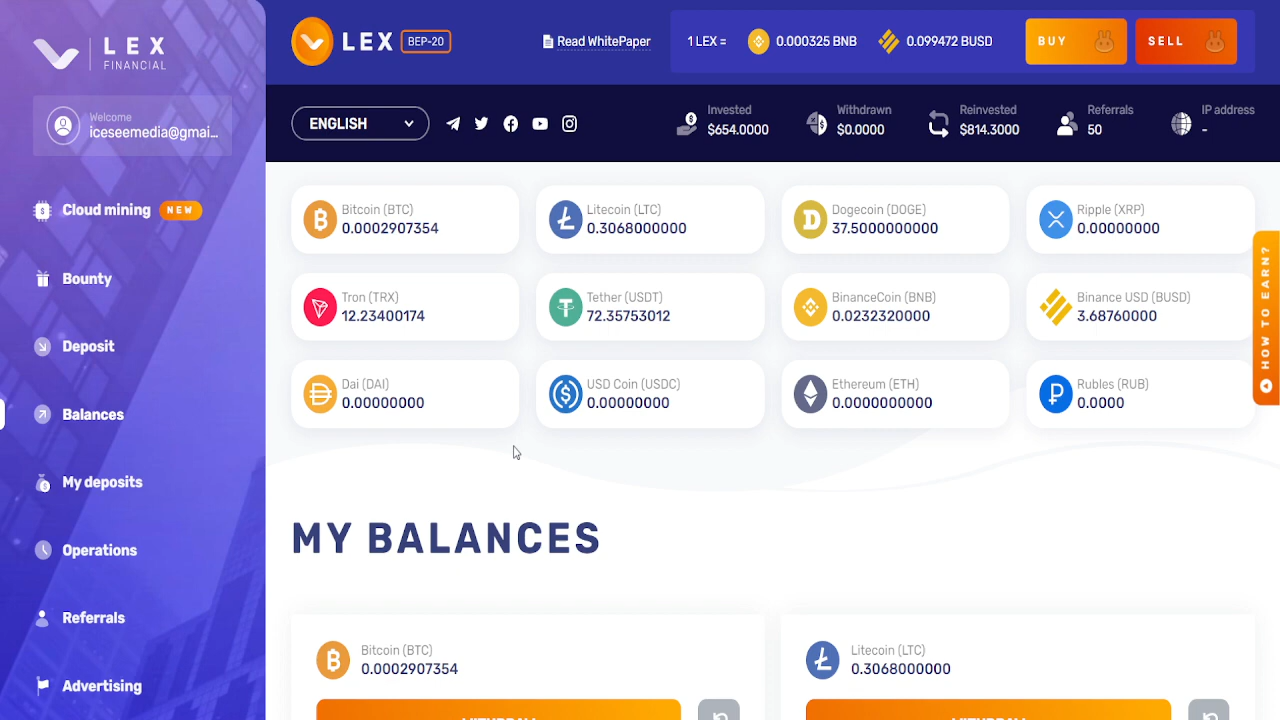 LEX
FINANCIAL
Welcome
iceseemedia@gmai...
Cloud mining NEW
Bounty
Deposit
Balances
My deposits
Operations
Referrals
Advertising
LEX BEP-20
Read WhitePaper
1 LEX = 0.000325 BNB 0.099472 BUSD
BUY
SELL
ENGLISH
Invested
$654.0000
Withdrawn
$0.0000
Reinvested
$814.3000
Referrals
50
IP address
-
Bitcoin (BTC)
0.0002907354
Litecoin (LTC)
0.3068000000
Dogecoin (DOGE)
37.5000000000
Ripple (XRP)
0.00000000
Tron (TRX)
12.23400174
Tether (USDT)
72.35753012
BinanceCoin (BNB)
0.0232320000
Binance USD (BUSD)
3.68760000
Dai (DAI)
0.00000000
USD Coin (USDC)
0.00000000
Ethereum (ETH)
0.0000000000
Rubles (RUB)
0.0000
HOW TO EARN?
MY BALANCES
Bitcoin (BTC)
0.0002907354
Litecoin (LTC)
0.3068000000